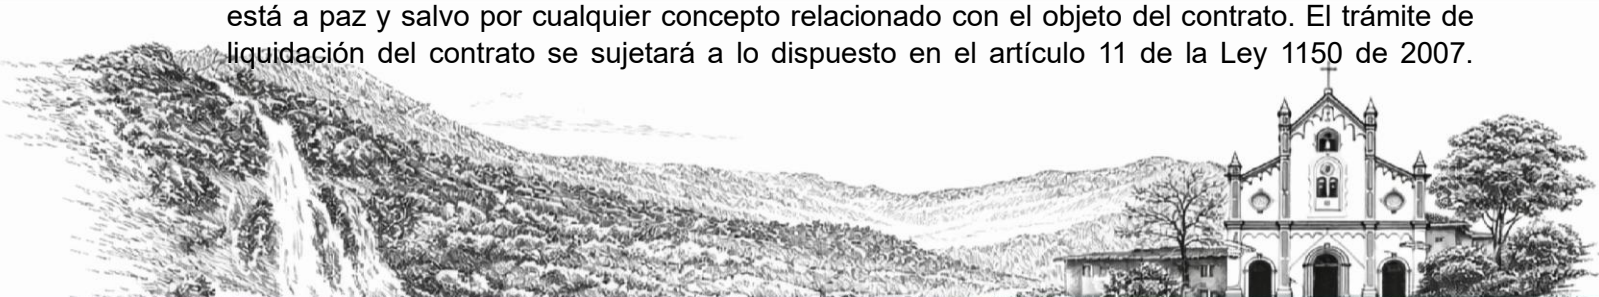 está a paz y salvo por cualquier concepto relacionado con el objeto del contrato. El trámite de
liquidación del contrato se sujetará a lo dispuesto en el artículo 11 de la Ley 1150 de 2007.